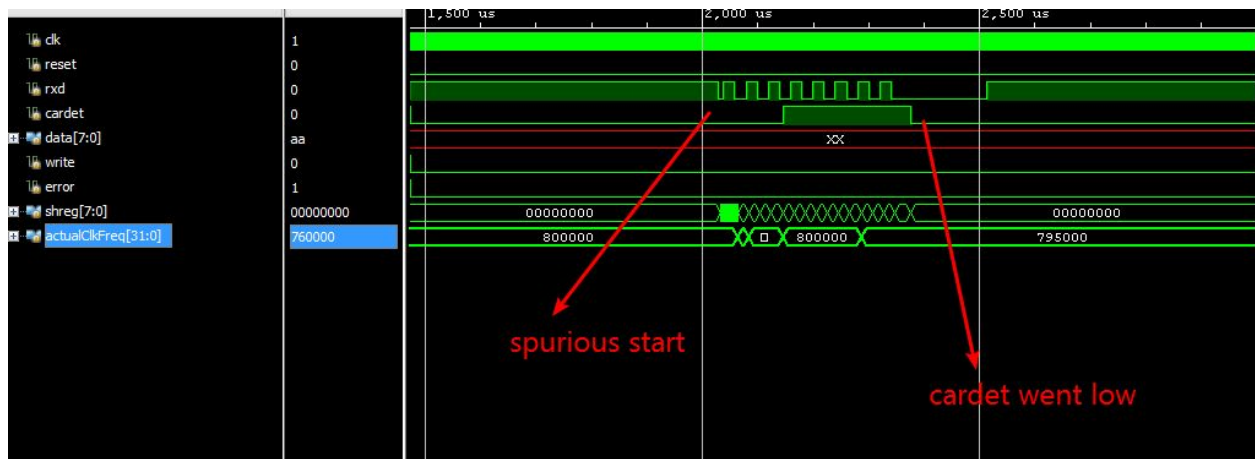 1,500 us 2,000 us 2,500 us
clk 1
reset 0
rxd 0
cardet 0
data[7:0] aa XX
write 0
error 1
shreg[7:0] 00000000 00000000 00000000
actualClkFreq[31:0] 760000 800000 800000 795000
spurious start
cardet went low